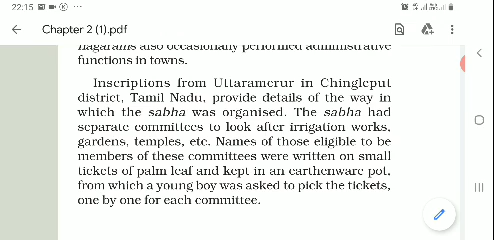 22:15
Chapter 2 (1).pdf
nagarams also occasionally performed administrative
functions in towns.
Inscriptions from Uttaramerur in Chingleput
district, Tamil Nadu, provide details of the way in
which the sabha was organised. The sabha had
separate committees to look after irrigation works,
gardens, temples, etc. Names of those eligible to be
members of these committees were written on small
tickets of palm leaf and kept in an earthenware pot,
from which a young boy was asked to pick the tickets,
one by one for each committee.